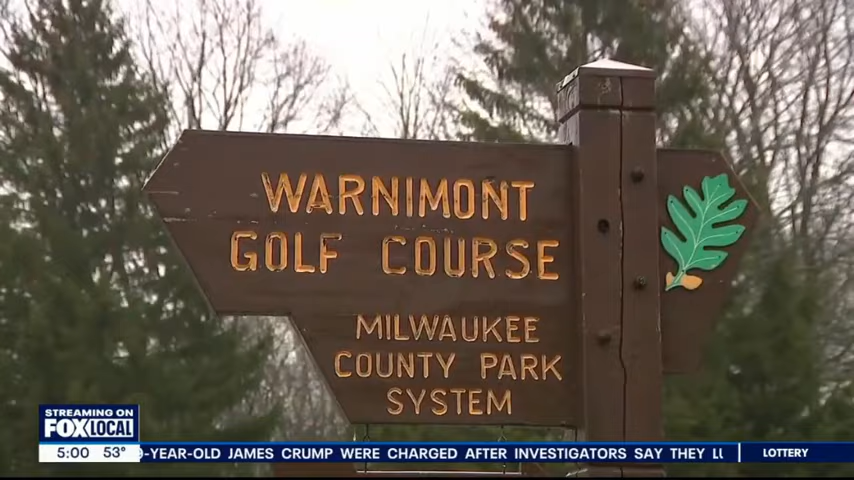 WARNIMONT
GOLF COURSE
MILWAUKEE
COUNTY PARK
SYSTEM
STREAMING ON
FOX LOCAL
5:00 53° -YEAR-OLD JAMES CRUMP WERE CHARGED AFTER INVESTIGATORS SAY THEY LOTTERY